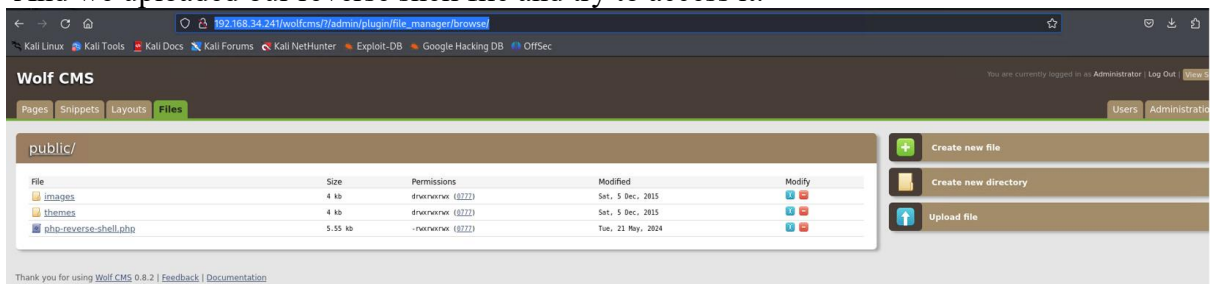 And we uploaded our reverse shell file and try to access it.
192.168.34.241/wolfcms/?/admin/plugin/file_manager/browse/
Kali Linux Kali Tools Kali Docs Kali Forums Kali NetHunter Exploit-DB Google Hacking DB OffSec
Wolf CMS
You are currently logged in as Administrator | Log Out | View S
Pages Snippets Layouts Files Users Administratio
public/
Create new file
File Size Permissions Modified Modify
images 4 kb drwxrwxrwx (0777) Sat, 5 Dec, 2015
Create new directory
themes 4 kb drwxrwxrwx (0777) Sat, 5 Dec, 2015
php-reverse-shell.php 5.55 kb -rwxrwxrwx (0777) Tue, 21 May, 2024
Upload file
Thank you for using Wolf CMS 0.8.2 | Feedback | Documentation